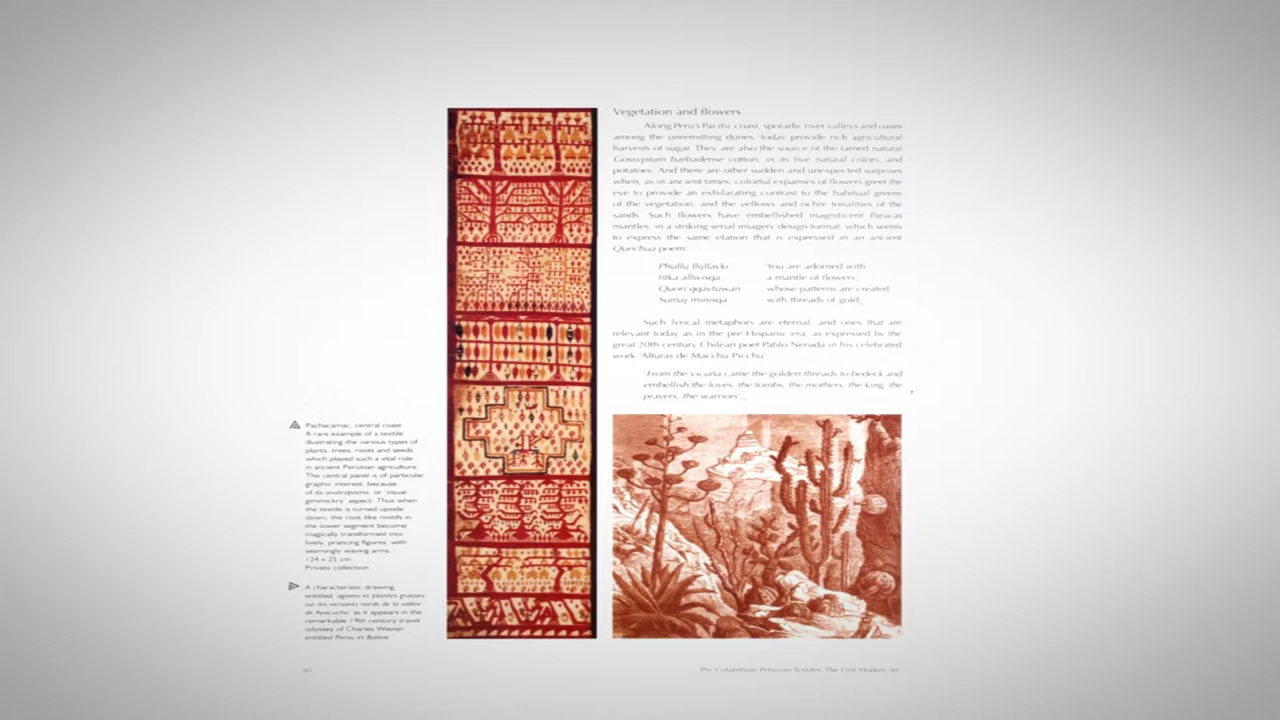 Vegetation and flowers
Along Peru's Pacific coast, sporadic river valleys and oases
among the unremitting dunes, today provide rich agricultural
harvests of sugar. They are also the source of the famed natural
Gossypium barbadense cotton, in its five natural colors, and
potatoes. And there are other sudden and unexpected surprises
when, as in ancient times, colorful expanses of flowers greet the
eye to provide an exhilarating contrast to the habitual greens
of the vegetation, and the yellows and ochre tonalities of the
sands. Such flowers have embellished magnificent Paracas
mantles, in a striking serial imagery design format, which seems
to express the same elation that is expressed in an ancient
Quechua poem:
Phullu
You are adorned with
a mantle of flowers,
whose patterns are created
with threads of gold.
Such lyrical metaphors are eternal, and ones that are
relevant today as in the pre-Hispanic era, as expressed by the
great 20th century Chilean poet Pablo Neruda in his celebrated
work 'Alturas de Macchu Picchu'
'From the vicuña came the golden threads to bedeck and
embellish the loves, the tombs, the mothers, the king, the
prayers, the warriors'.
Pachacamac, central coast
A rare example of a textile
illustrating the various types of
plants, trees, roots and seeds
which played such a vital role
in ancient Peruvian agriculture.
The central panel is of particular
graphic interest, because
of its anatropismic or 'visual
gimmickry' aspect. Thus when
the textile is turned upside
down, the root-like motifs in
the lower segment become
magically transformed into
lively, prancing figures, with
seemingly waving arms.
124 x 25 cm
Private collection
A characteristic drawing,
entitled 'agaves et plantes grasses
sur les versants nords de la vallée
de Ayacucho' as it appears in the
remarkable 19th century travel
odyssey of Charles Wiener
entitled Pérou et Bolivie
Pre-Columbian Peruvian Textiles: The First Modern Art